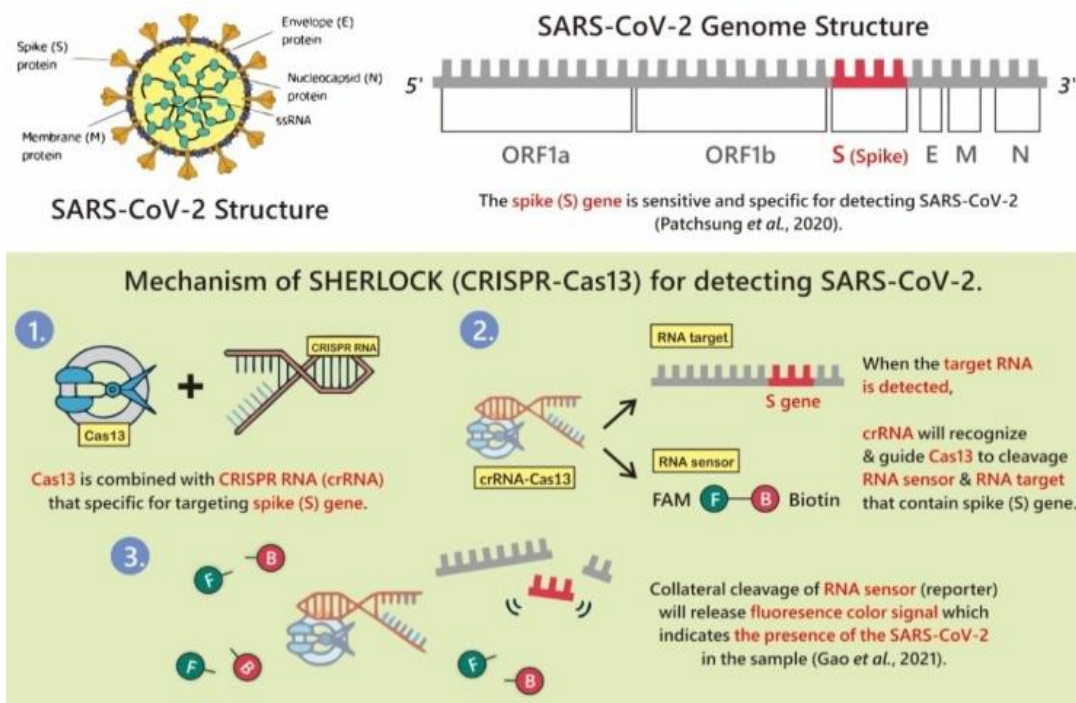 Spike (S)
protein
Envelope (E)
protein
Nucleocapsid (N)
protein
ssRNA
Membrane (M)
protein
SARS-CoV-2 Structure
SARS-CoV-2 Genome Structure
5'
3'
ORF1a
ORF1b
S (Spike)
E
M
N
The spike (S) gene is sensitive and specific for detecting SARS-CoV-2
(Patchsung et al., 2020).
Mechanism of SHERLOCK (CRISPR-Cas13) for detecting SARS-CoV-2.
1.
Cas13
+
CRISPR RNA
Cas13 is combined with CRISPR RNA (crRNA)
that specific for targeting spike (S) gene.
2.
crRNA-Cas13
RNA target
S gene
RNA sensor
FAM F B Biotin
When the target RNA
is detected,
crRNA will recognize
& guide Cas13 to cleavage
RNA sensor & RNA target
that contain spike (S) gene.
3.
F
B
F
B
F
B
Collateral cleavage of RNA sensor (reporter)
will release fluoresence color signal which
indicates the presence of the SARS-CoV-2
in the sample (Gao et al., 2021).